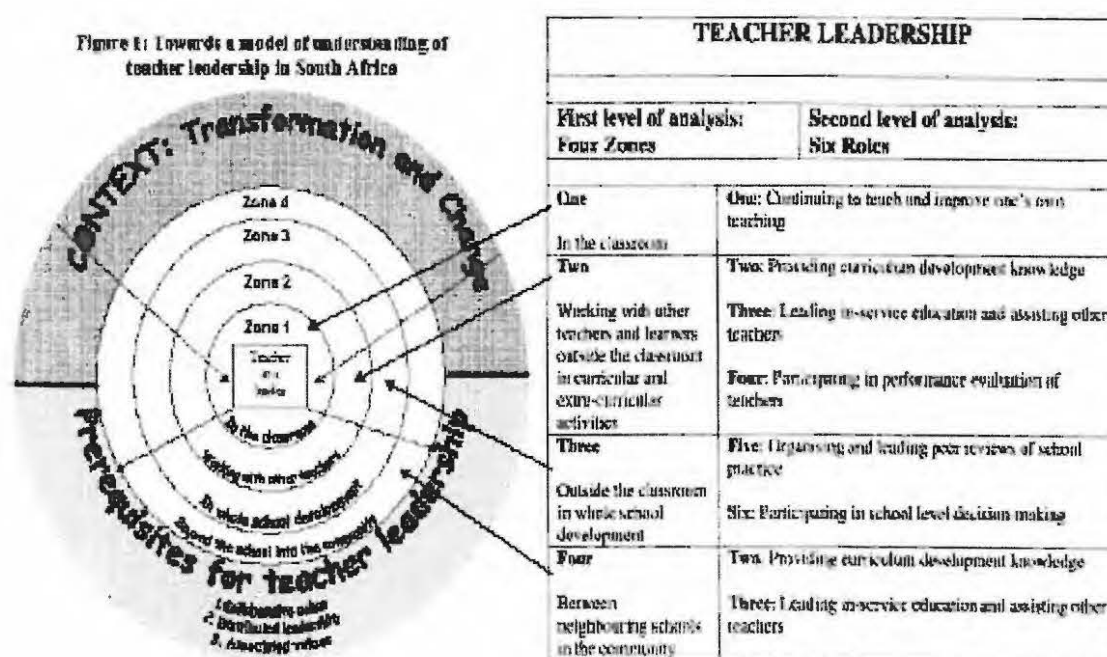 Figure 1: Towards a model of understanding of
teacher leadership in South Africa
CONTEXT: Transformation and Change
Zone 4
Zone 3
Zone 2
Zone 1
Teacher
as a
leader
In the classroom
Working with other teachers
In whole school development
Beyond the school into the community
Prerequisites for teacher leadership
1. Collaborative culture
2. Distributed leadership
3. Associated values
TEACHER LEADERSHIP
First level of analysis:
Four Zones
Second level of analysis:
Six Roles
One
In the classroom
One: Continuing to teach and improve one's own
teaching
Two
Working with other
teachers and learners
outside the classroom
in curricular and
extra-curricular
activities
Two: Providing curriculum development knowledge
Three: Leading in-service education and assisting other
teachers
Four: Participating in performance evaluation of
teachers
Three
Outside the classroom
in whole school
development
Five: Organising and leading peer reviews of school
practice
Six: Participating in school level decision making
Four
Between
neighbouring schools
in the community
Two: Providing curriculum development knowledge
Three: Leading in-service education and assisting other
teachers